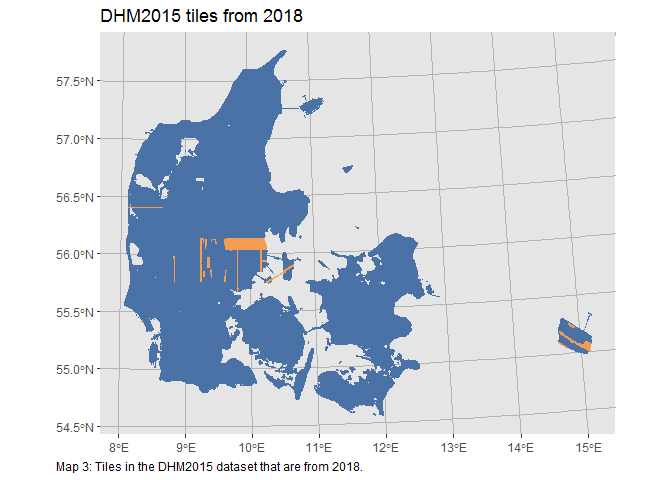 DHM2015 tiles from 2018
57.5°N
57.0°N
56.5°N
56.0°N
55.5°N
55.0°N
54.5°N
8°E 9°E 10°E 11°E 12°E 13°E 14°E 15°E
Map 3: Tiles in the DHM2015 dataset that are from 2018.